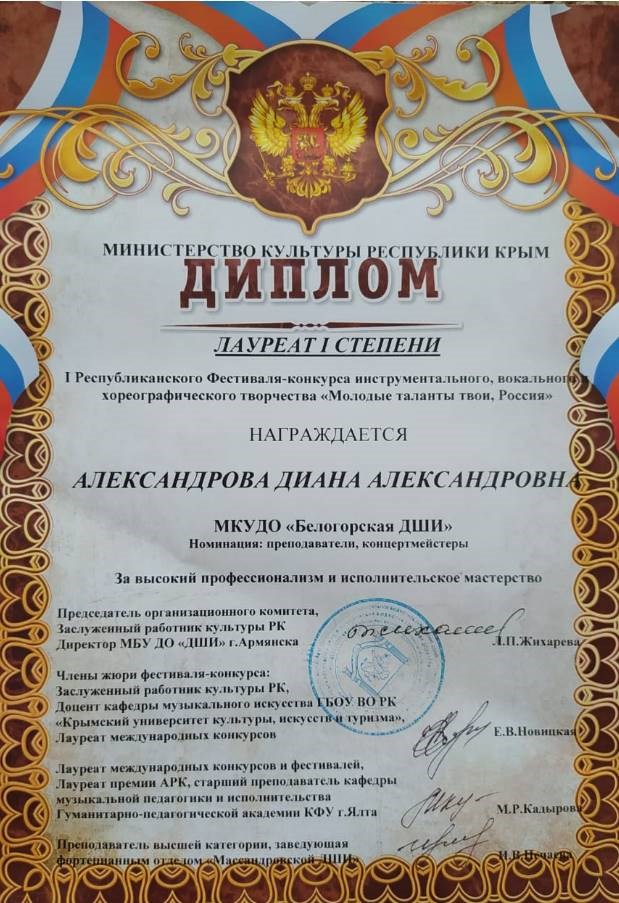 МИНИСТЕРСТВО КУЛЬТУРЫ РЕСПУБЛИКИ КРЫМ
ДИПЛОМ
ЛАУРЕАТ I СТЕПЕНИ
I Республиканского Фестиваля-конкурса инструментального, вокального,
хореографического творчества «Молодые таланты твои, Россия»
НАГРАЖДАЕТСЯ
АЛЕКСАНДРОВА ДИАНА АЛЕКСАНДРОВНА
МКУДО «Белогорская ДШИ»
Номинация: преподаватели, концертмейстеры
За высокий профессионализм и исполнительское мастерство
Председатель организационного комитета,
Заслуженный работник культуры РК
Директор МБУ ДО «ДШИ» г.Армянска
Л.П.Жихарева
Члены жюри фестиваля-конкурса:
Заслуженный работник культуры РК,
Доцент кафедры музыкального искусства ГБОУ ВО РК
«Крымский университет культуры, искусств и туризма»,
Лауреат международных конкурсов
Е.В.Новицкая
Лауреат международных конкурсов и фестивалей,
Лауреат премии АРК, старший преподаватель кафедры
музыкальной педагогики и исполнительства
Гуманитарно-педагогической академии КФУ г.Ялта
М.Р.Кадырова
Преподаватель высшей категории, заведующая
фортепианным отделом «Массандровской ДШИ»
И.В.Нечаева